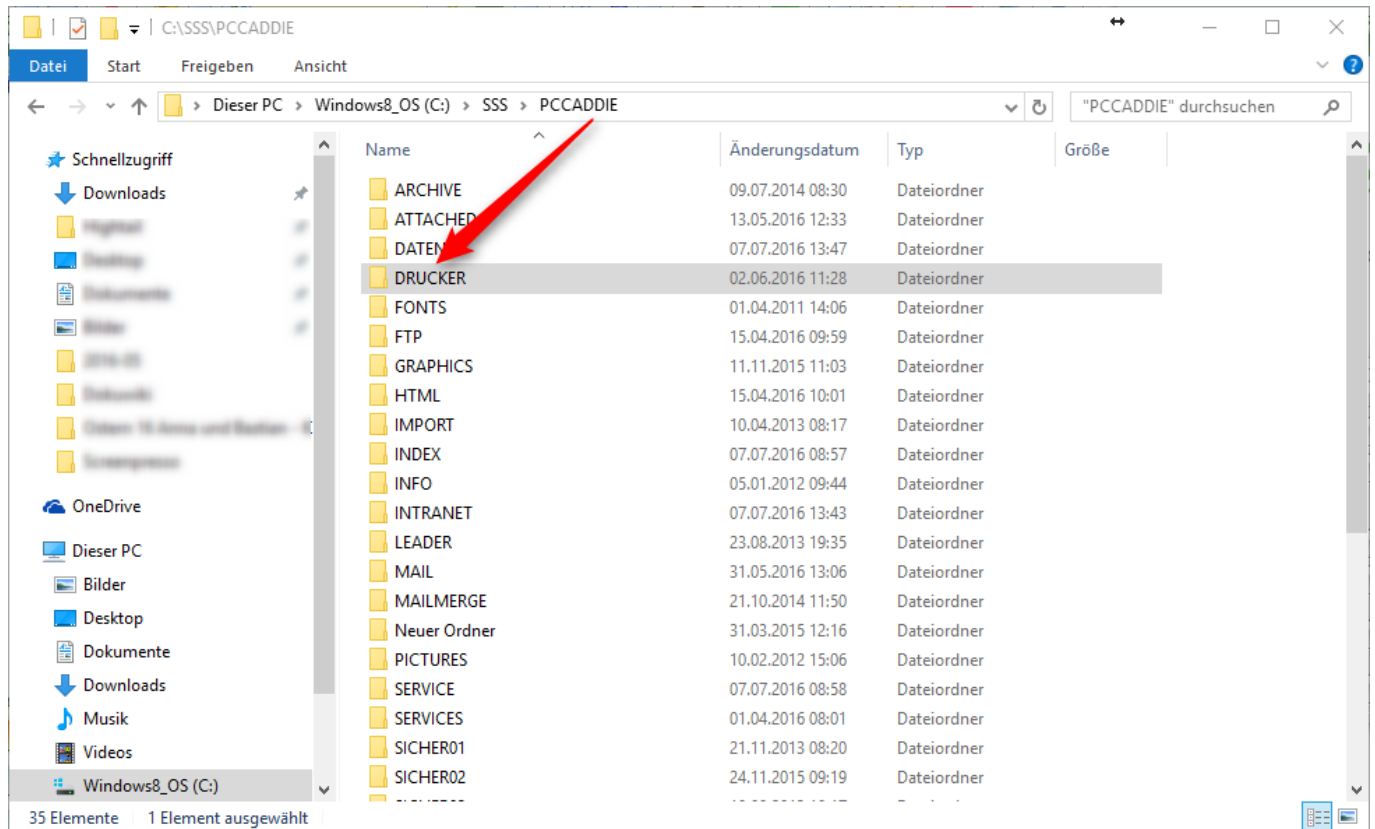 C:\SSS\PCCADDIE
Datei Start Freigeben Ansicht
Dieser PC Windows8_OS (C:) SSS PCCADDIE "PCCADDIE" durchsuchen
Schnellzugriff
Downloads
OneDrive
Dieser PC
Bilder
Desktop
Dokumente
Downloads
Musik
Videos
Windows8_OS (C:)
Name Änderungsdatum Typ Größe
ARCHIVE 09.07.2014 08:30 Dateiordner
ATTACHED 13.05.2016 12:33 Dateiordner
DATEN 07.07.2016 13:47 Dateiordner
DRUCKER 02.06.2016 11:28 Dateiordner
FONTS 01.04.2011 14:06 Dateiordner
FTP 15.04.2016 09:59 Dateiordner
GRAPHICS 11.11.2015 11:03 Dateiordner
HTML 15.04.2016 10:01 Dateiordner
IMPORT 10.04.2013 08:17 Dateiordner
INDEX 07.07.2016 08:57 Dateiordner
INFO 05.01.2012 09:44 Dateiordner
INTRANET 07.07.2016 13:43 Dateiordner
LEADER 23.08.2013 19:35 Dateiordner
MAIL 31.05.2016 13:06 Dateiordner
MAILMERGE 21.10.2014 11:50 Dateiordner
Neuer Ordner 31.03.2015 12:16 Dateiordner
PICTURES 10.02.2012 15:06 Dateiordner
SERVICE 07.07.2016 08:58 Dateiordner
SERVICES 01.04.2016 08:01 Dateiordner
SICHER01 21.11.2013 08:20 Dateiordner
SICHER02 24.11.2015 09:19 Dateiordner
35 Elemente 1 Element ausgewählt